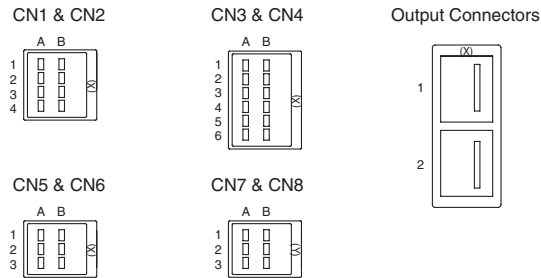 CN1 & CN2
A B
1
2
3
4
(X)
CN3 & CN4
A B
1
2
3
4
5
6
(X)
Output Connectors
(X)
1
2
CN5 & CN6
A B
1
2
3
(X)
CN7 & CN8
A B
1
2
3
(Y)